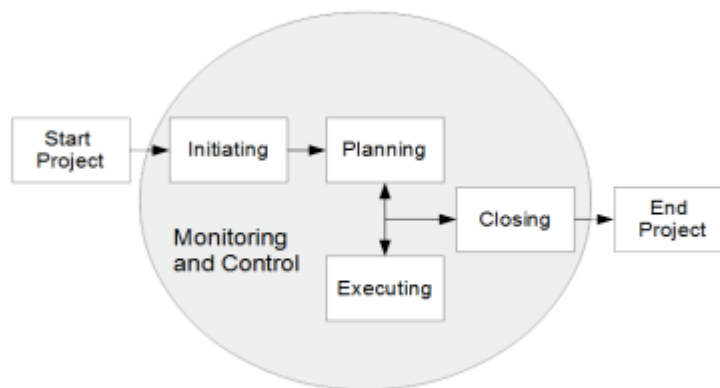 Start
Project
Initiating
Planning
Closing
End
Project
Monitoring
and Control
Executing